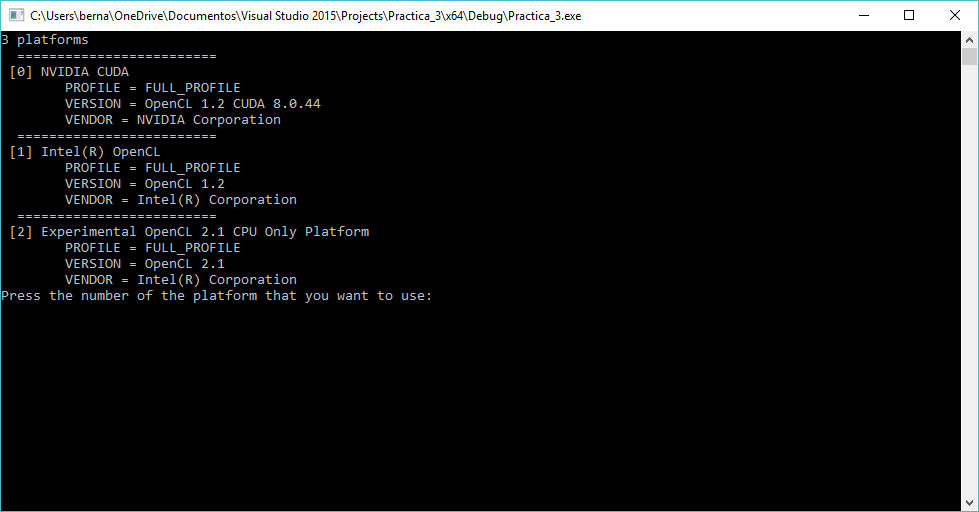 C:\Users\berna\OneDrive\Documentos\Visual Studio 2015\Projects\Practica_3\x64\Debug\Practica_3.exe
3 platforms
=========================
[0] NVIDIA CUDA
PROFILE = FULL_PROFILE
VERSION = OpenCL 1.2 CUDA 8.0.44
VENDOR = NVIDIA Corporation
=========================
[1] Intel(R) OpenCL
PROFILE = FULL_PROFILE
VERSION = OpenCL 1.2
VENDOR = Intel(R) Corporation
=========================
[2] Experimental OpenCL 2.1 CPU Only Platform
PROFILE = FULL_PROFILE
VERSION = OpenCL 2.1
VENDOR = Intel(R) Corporation
Press the number of the platform that you want to use: